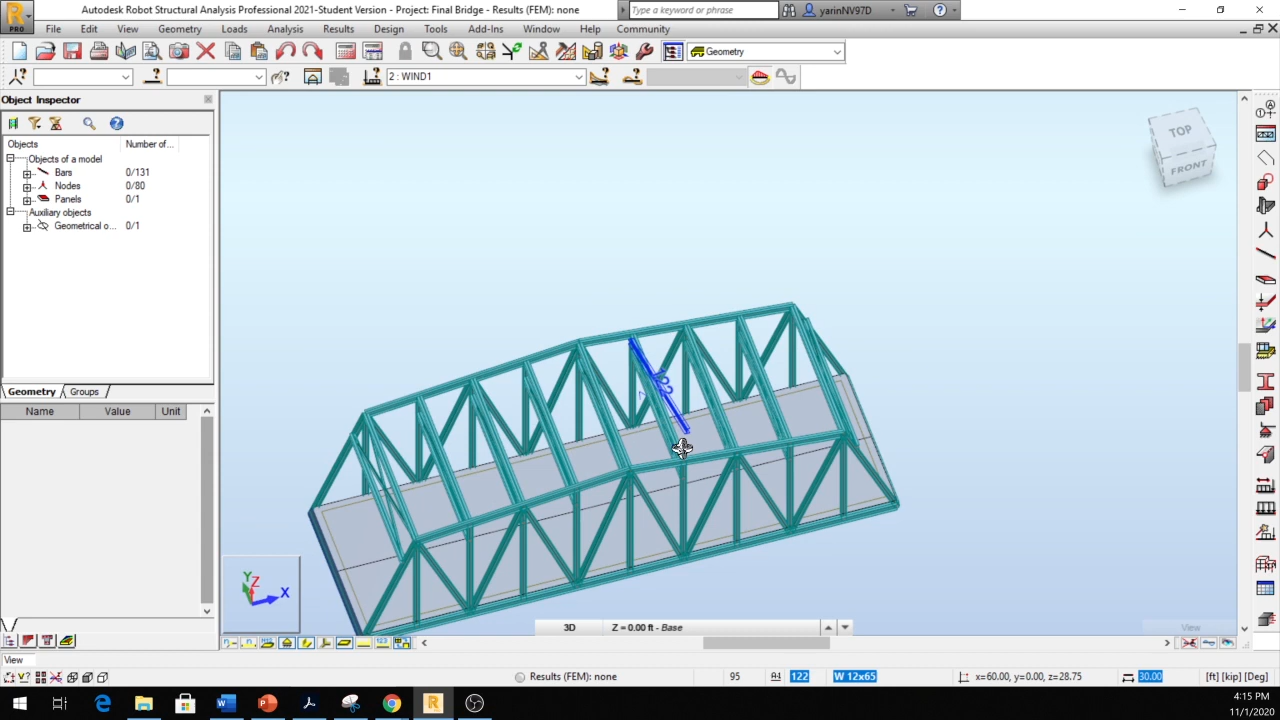 Autodesk Robot Structural Analysis Professional 2021-Student Version - Project: Final Bridge - Results (FEM): none
Type a keyword or phrase
yarinNV97D
PRO
File Edit View Geometry Loads Analysis Results Design Tools Add-Ins Window Help Community
Geometry
2 : WIND1
Object Inspector
Objects Number of...
Objects of a model
Bars 0/131
Nodes 0/80
Panels 0/1
Auxiliary objects
Geometrical o... 0/1
Geometry Groups
Name Value Unit
TOP
FRONT
122
Y Z X
3D Z = 0.00 ft - Base
View
View
Results (FEM): none 95 122 W 12x65 x=60.00, y=0.00, z=28.75 30.00 [ft] [kip] [Deg]
4:15 PM
11/1/2020